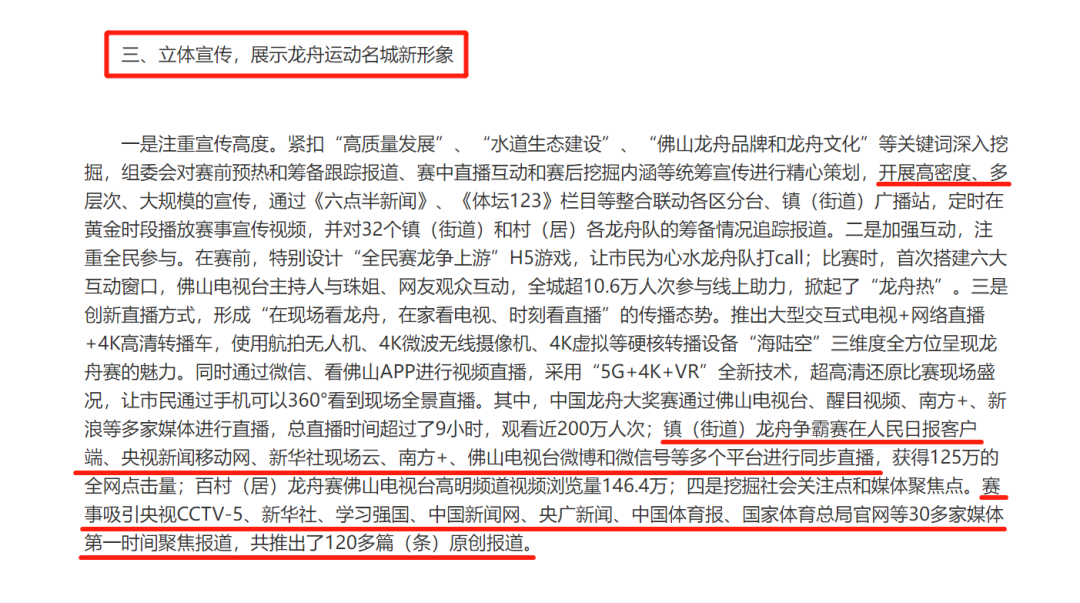 三、立体宣传，展示龙舟运动名城新形象
一是注重宣传高度。紧扣“高质量发展”、“水道生态建设”、“佛山龙舟品牌和龙舟文化”等关键词深入挖
掘，组委会对赛前预热和筹备跟踪报道、赛中直播互动和赛后挖掘内涵等统筹宣传进行精心策划，开展高密度、多
层次、大规模的宣传，通过《六点半新闻》、《体坛123》栏目等整合联动各区分台、镇（街道）广播站，定时在
黄金时段播放赛事宣传视频，并对32个镇（街道）和村（居）各龙舟队的筹备情况追踪报道。二是加强互动，注
重全民参与。在赛前，特别设计“全民赛龙争上游”H5游戏，让市民为心水龙舟队打call；比赛时，首次搭建六大
互动窗口，佛山电视台主持人与珠姐、网友观众互动，全城超10.6万人次参与线上助力，掀起了“龙舟热”。三是
创新直播方式，形成“在现场看龙舟，在家看电视、时刻看直播”的传播态势。推出大型交互式电视+网络直播
+4K高清转播车，使用航拍无人机、4K微波无线摄像机、4K虚拟等硬核转播设备“海陆空”三维度全方位呈现龙
舟赛的魅力。同时通过微信、看佛山APP进行视频直播，采用“5G+4K+VR”全新技术，超高清还原比赛现场盛
况，让市民通过手机可以360°看到现场全景直播。其中，中国龙舟大奖赛通过佛山电视台、醒目视频、南方+、新
浪等多家媒体进行直播，总直播时间超过了9小时，观看近200万人次；镇（街道）龙舟争霸赛在人民日报客户
端、央视新闻移动网、新华社现场云、南方+、佛山电视台微博和微信号等多个平台进行同步直播，获得125万的
全网点击量；百村（居）龙舟赛佛山电视台高明频道视频浏览量146.4万；四是挖掘社会关注点和媒体聚焦点。赛
事吸引央视CCTV-5、新华社、学习强国、中国新闻网、央广新闻、中国体育报、国家体育总局官网等30多家媒体
第一时间聚焦报道，共推出了120多篇（条）原创报道。